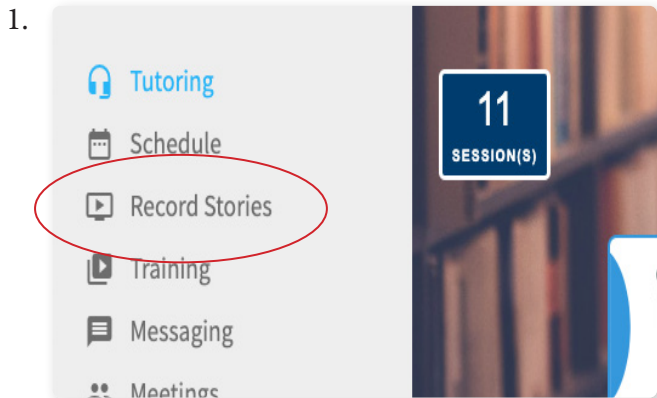 1.
Tutoring
11
Schedule
SESSION(S)
Record Stories
Training
Messaging
Meetings